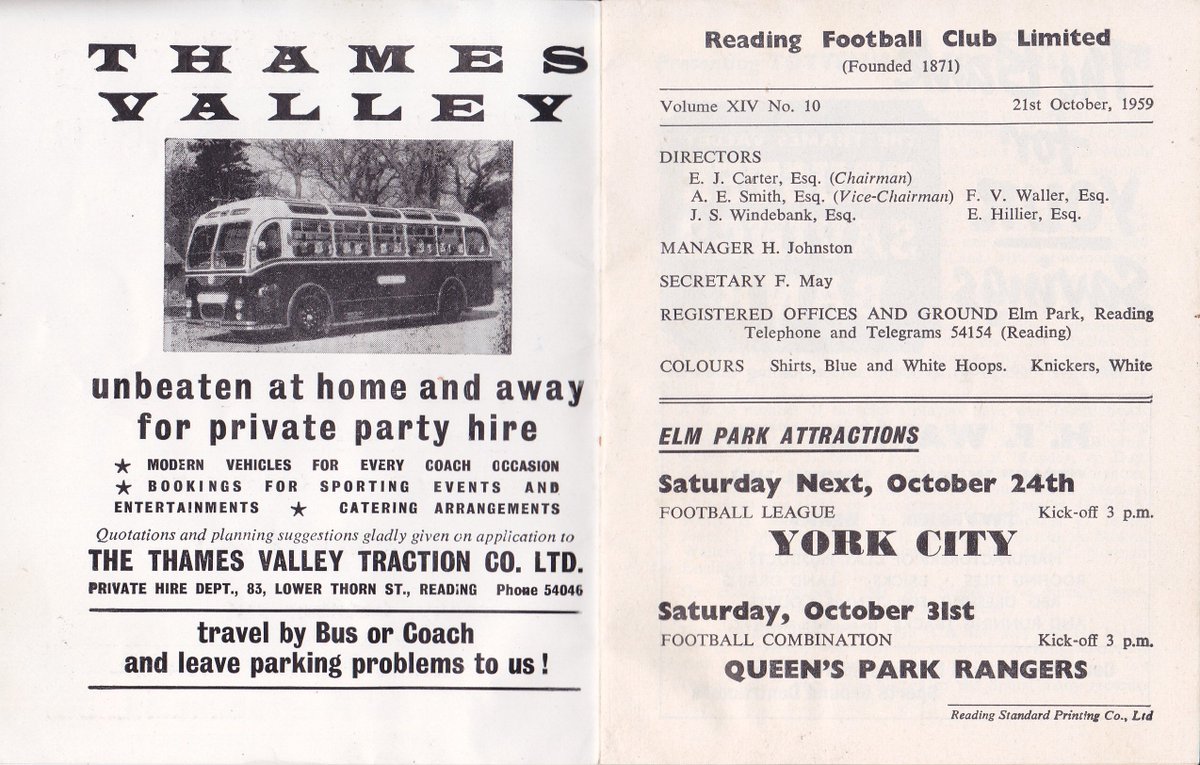 THAMES
VALLEY
unbeaten at home and away
for private party hire
★ MODERN VEHICLES FOR EVERY COACH OCCASION
★ BOOKINGS FOR SPORTING EVENTS AND
ENTERTAINMENTS ★ CATERING ARRANGEMENTS
Quotations and planning suggestions gladly given on application to
THE THAMES VALLEY TRACTION CO. LTD.
PRIVATE HIRE DEPT., 83, LOWER THORN ST., READING Phone 54046
travel by Bus or Coach
and leave parking problems to us!
Reading Football Club Limited
(Founded 1871)
Volume XIV No. 10 21st October, 1959
DIRECTORS
E. J. Carter, Esq. (Chairman)
A. E. Smith, Esq. (Vice-Chairman) F. V. Waller, Esq.
J. S. Windebank, Esq. E. Hillier, Esq.
MANAGER H. Johnston
SECRETARY F. May
REGISTERED OFFICES AND GROUND Elm Park, Reading
Telephone and Telegrams 54154 (Reading)
COLOURS Shirts, Blue and White Hoops. Knickers, White
ELM PARK ATTRACTIONS
Saturday Next, October 24th
FOOTBALL LEAGUE Kick-off 3 p.m.
YORK CITY
Saturday, October 31st
FOOTBALL COMBINATION Kick-off 3 p.m.
QUEEN'S PARK RANGERS
Reading Standard Printing Co., Ltd